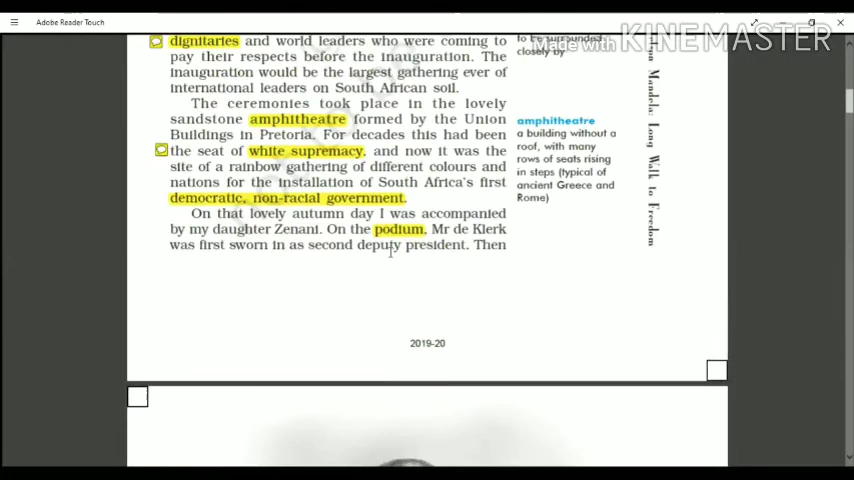 Adobe Reader Touch
Made with KINEMASTER
dignitaries and world leaders who were coming to
pay their respects before the inauguration. The
inauguration would be the largest gathering ever of
international leaders on South African soil.
The ceremonies took place in the lovely
sandstone amphitheatre formed by the Union
Buildings in Pretoria. For decades this had been
the seat of white supremacy, and now it was the
site of a rainbow gathering of different colours and
nations for the installation of South Africa's first
democratic, non-racial government.
On that lovely autumn day I was accompanied
by my daughter Zenani. On the podium, Mr de Klerk
was first sworn in as second deputy president. Then
to be surrounded
closely by
amphitheatre
a building without a
roof, with many
rows of seats rising
in steps (typical of
ancient Greece and
Rome)
Mandela: Long Walk to Freedom
2019-20